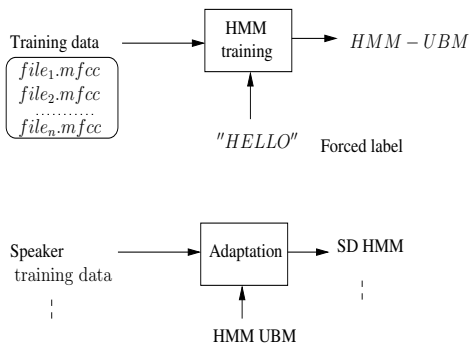 Training data
file₁.mfcc
file₂.mfcc
...........
fileₙ.mfcc
HMM
training
HMM − UBM
"HELLO"
Forced label
Speaker
training data
Adaptation
SD HMM
HMM UBM